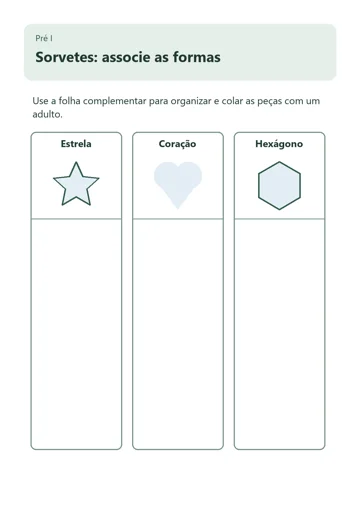 Pré I
Sorvetes: associe as formas
Use a folha complementar para organizar e colar as peças com um
adulto.
Estrela
Coração
Hexágono